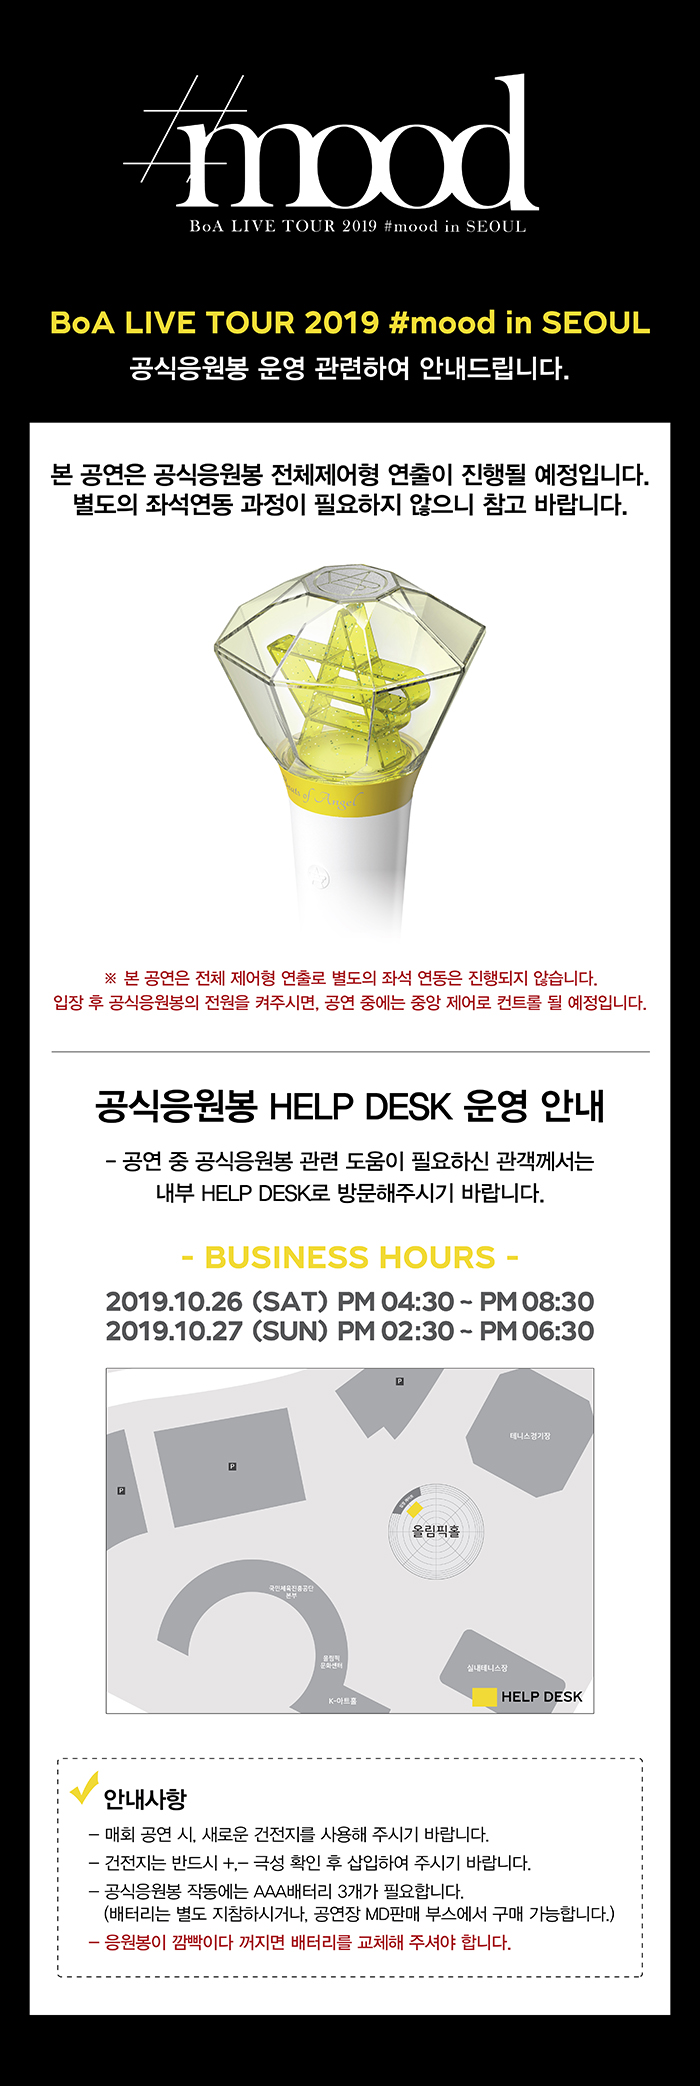 #mood
BoA LIVE TOUR 2019 #mood in SEOUL
BoA LIVE TOUR 2019 #mood in SEOUL
공식응원봉 운영 관련하여 안내드립니다.
본 공연은 공식응원봉 전체제어형 연출이 진행될 예정입니다.
별도의 좌석연동 과정이 필요하지 않으니 참고 바랍니다.
of Angel
※ 본 공연은 전체 제어형 연출로 별도의 좌석 연동은 진행되지 않습니다.
입장 후 공식응원봉의 전원을 켜주시면, 공연 중에는 중앙 제어로 컨트롤 될 예정입니다.
공식응원봉 HELP DESK 운영 안내
- 공연 중 공식응원봉 관련 도움이 필요하신 관객께서는
내부 HELP DESK로 방문해주시기 바랍니다.
- BUSINESS HOURS -
2019.10.26 (SAT) PM 04:30 ~ PM 08:30
2019.10.27 (SUN) PM 02:30 ~ PM 06:30
P
테니스경기장
P
P
올림픽홀
국민체육진흥공단
본부
올림픽
문화센터
실내테니스장
K-아트홀
HELP DESK
안내사항
- 매회 공연 시, 새로운 건전지를 사용해 주시기 바랍니다.
- 건전지는 반드시 +,- 극성 확인 후 삽입하여 주시기 바랍니다.
- 공식응원봉 작동에는 AAA배터리 3개가 필요합니다.
(배터리는 별도 지참하시거나, 공연장 MD판매 부스에서 구매 가능합니다.)
- 응원봉이 깜빡이다 꺼지면 배터리를 교체해 주셔야 합니다.